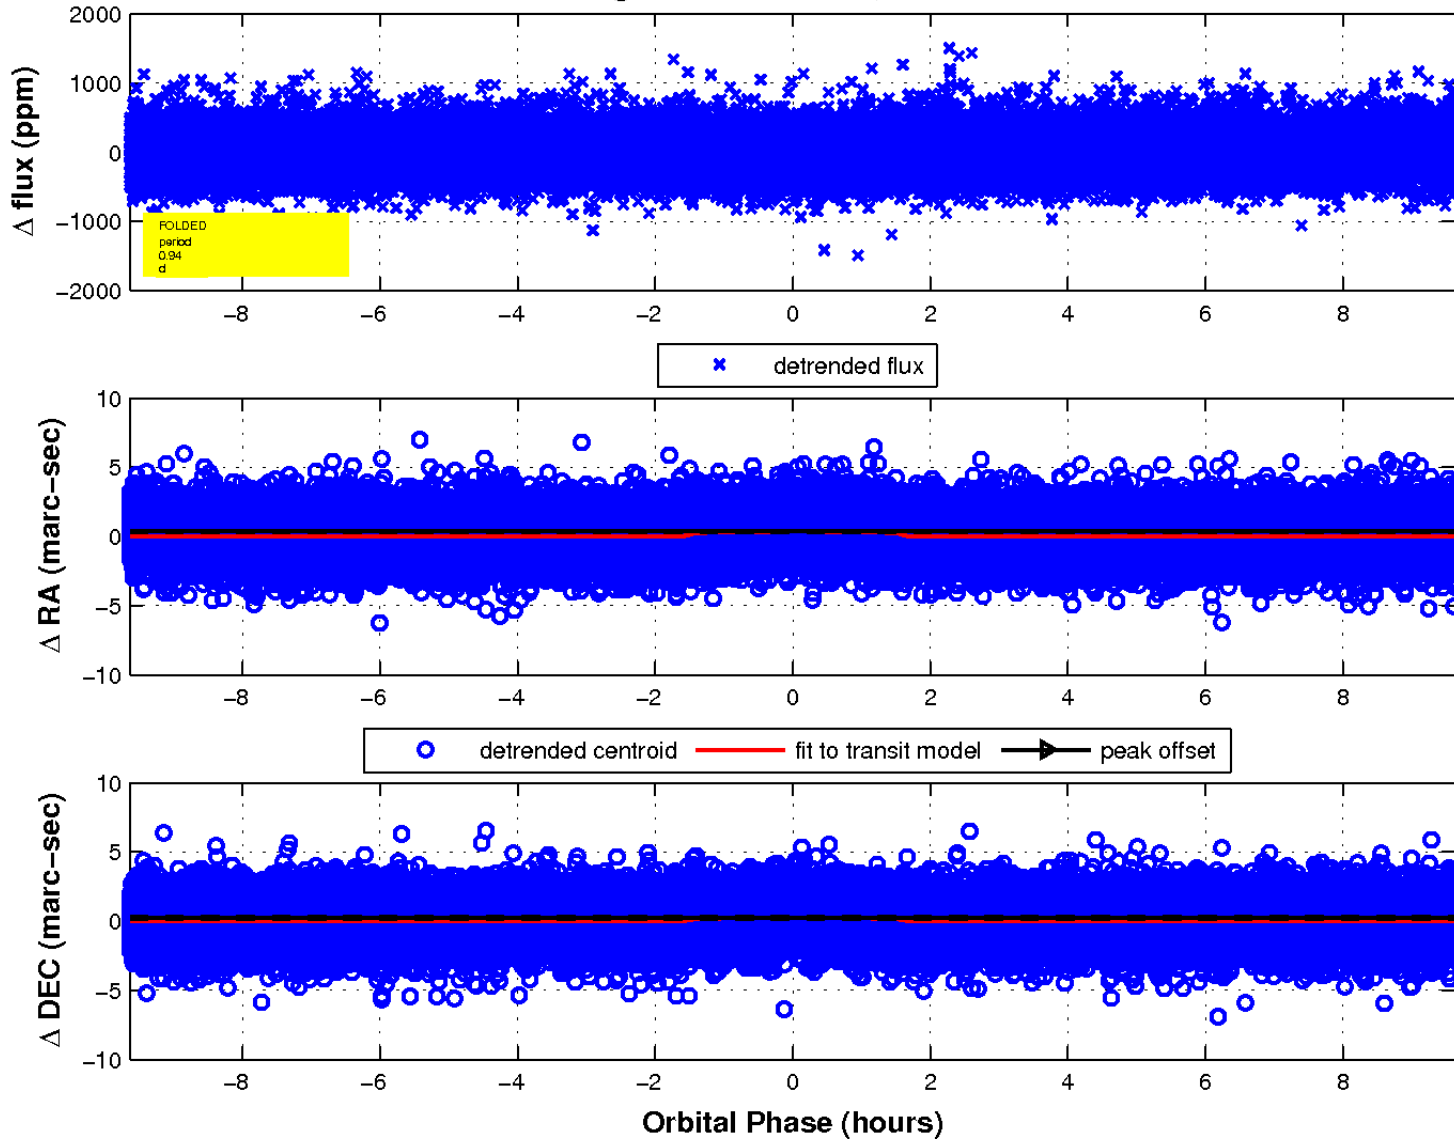 2000
1000
0
−1000
−2000
Δ flux (ppm)
FOLDED
period
0.94
d
−8 −6 −4 −2 0 2 4 6 8
detrended flux
10
5
0
−5
−10
Δ RA (marc−sec)
−8 −6 −4 −2 0 2 4 6 8
detrended centroid fit to transit model peak offset
10
5
0
−5
−10
Δ DEC (marc−sec)
−8 −6 −4 −2 0 2 4 6 8
Orbital Phase (hours)